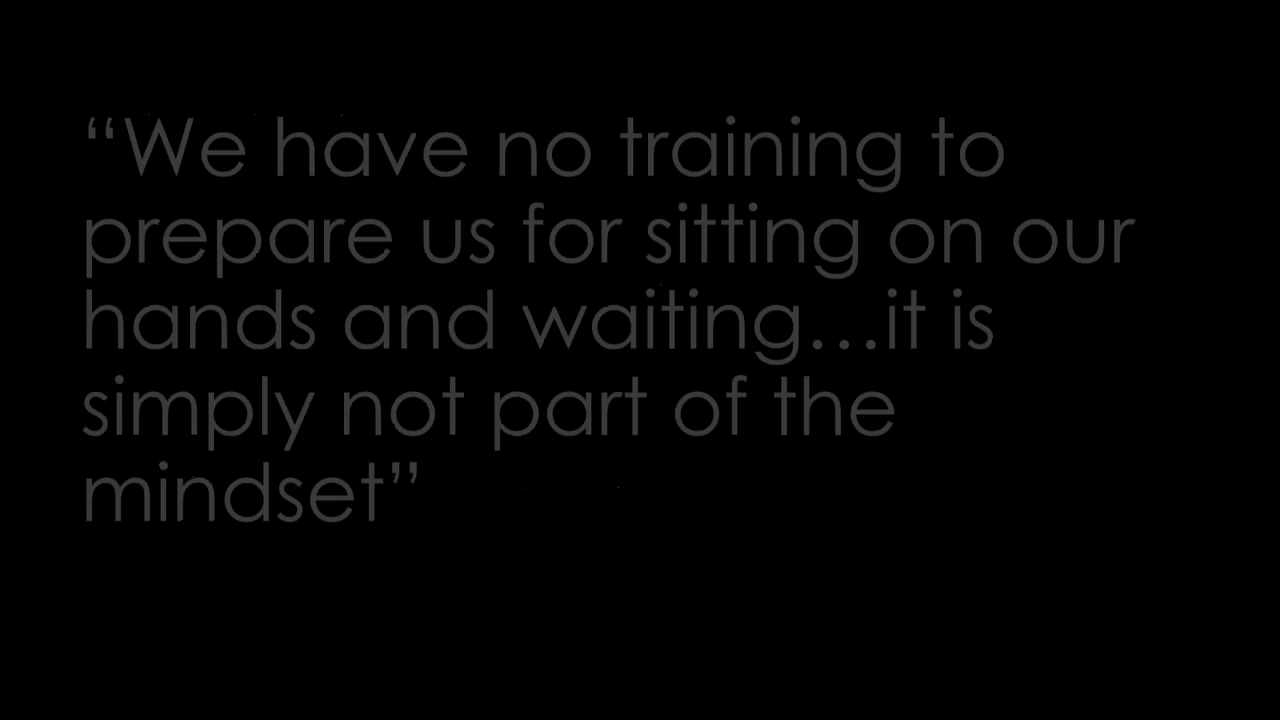 “We have no training to
prepare us for sitting on our
hands and waiting…it is
simply not part of the
mindset”